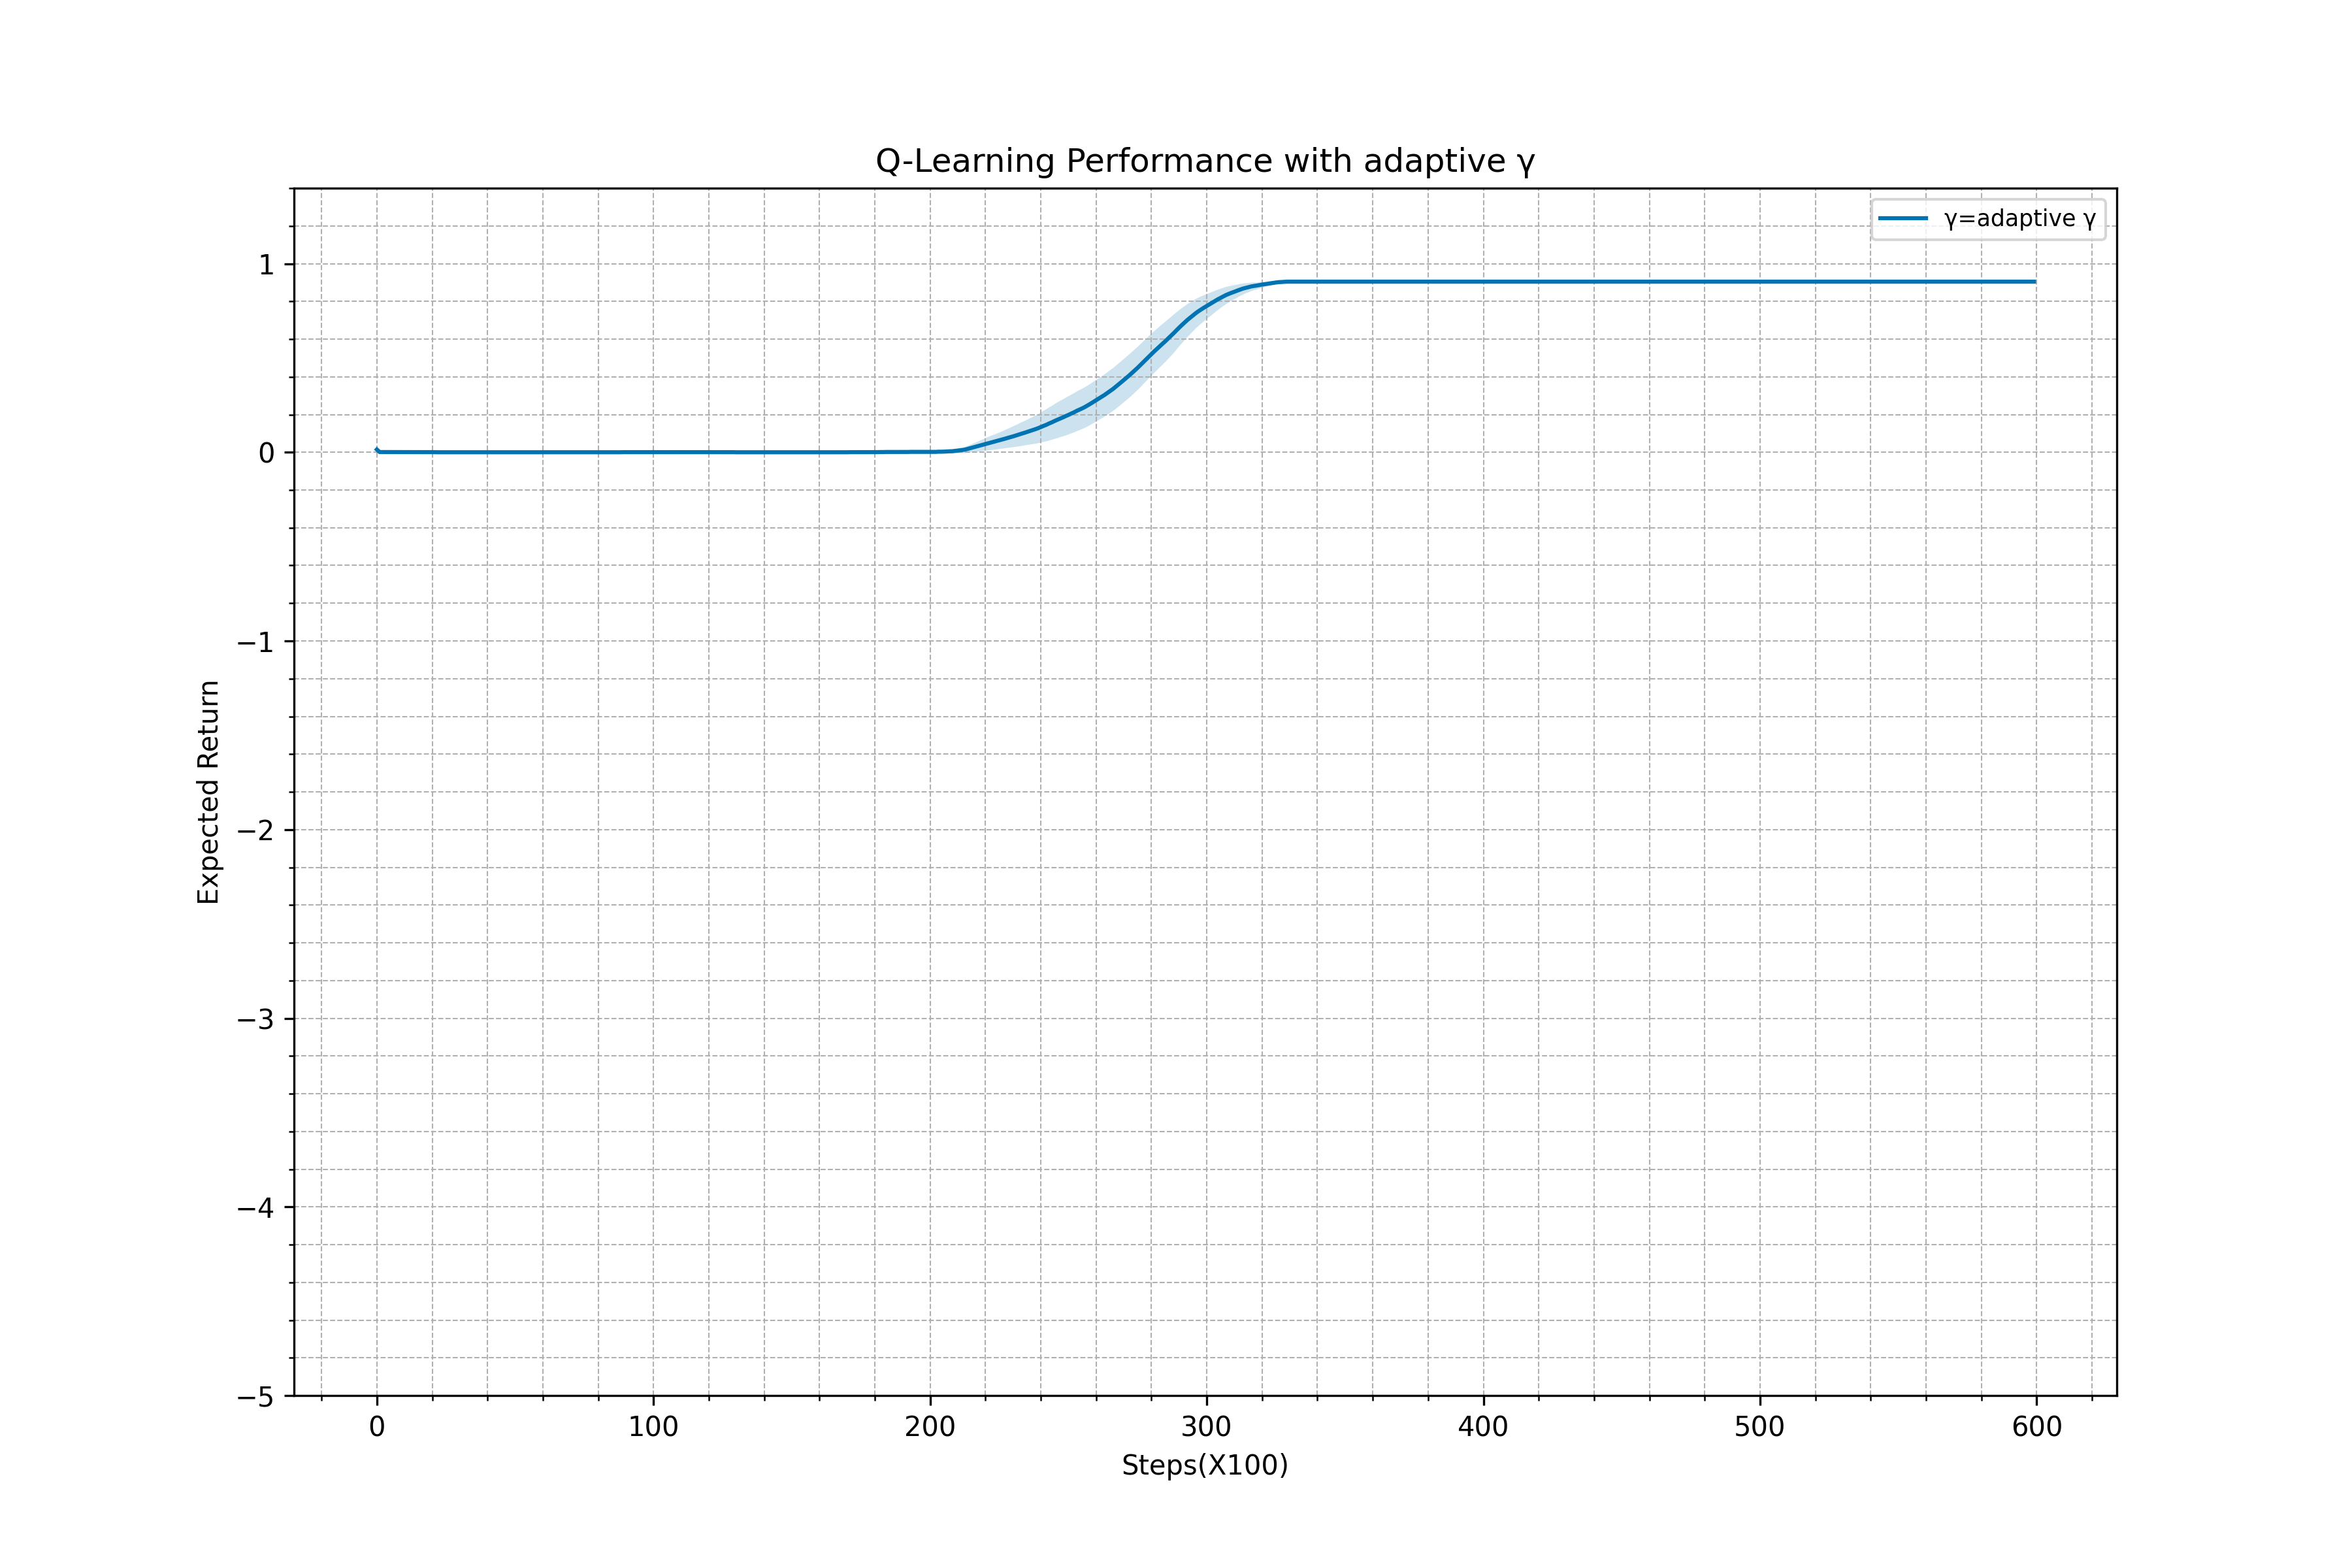 Q-Learning Performance with adaptive γ
γ=adaptive γ
1
0
−1
−2
−3
−4
−5
Expected Return
0 100 200 300 400 500 600
Steps(X100)